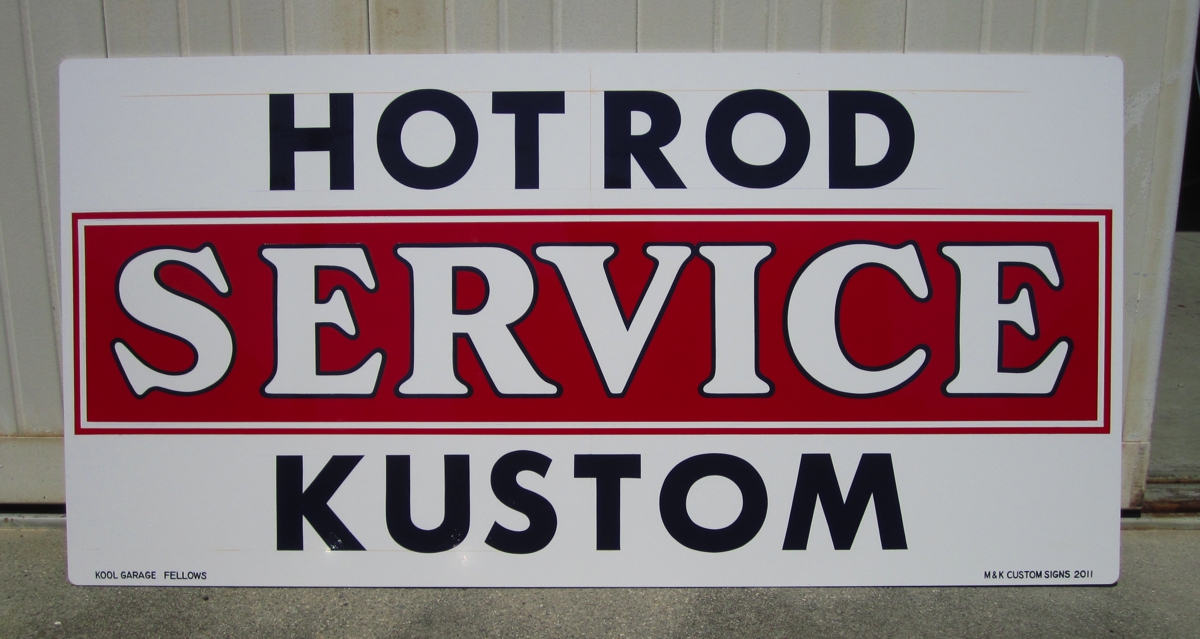 HOT ROD
SERVICE
KUSTOM
KOOL GARAGE FELLOWS
M&K CUSTOM SIGNS 2011